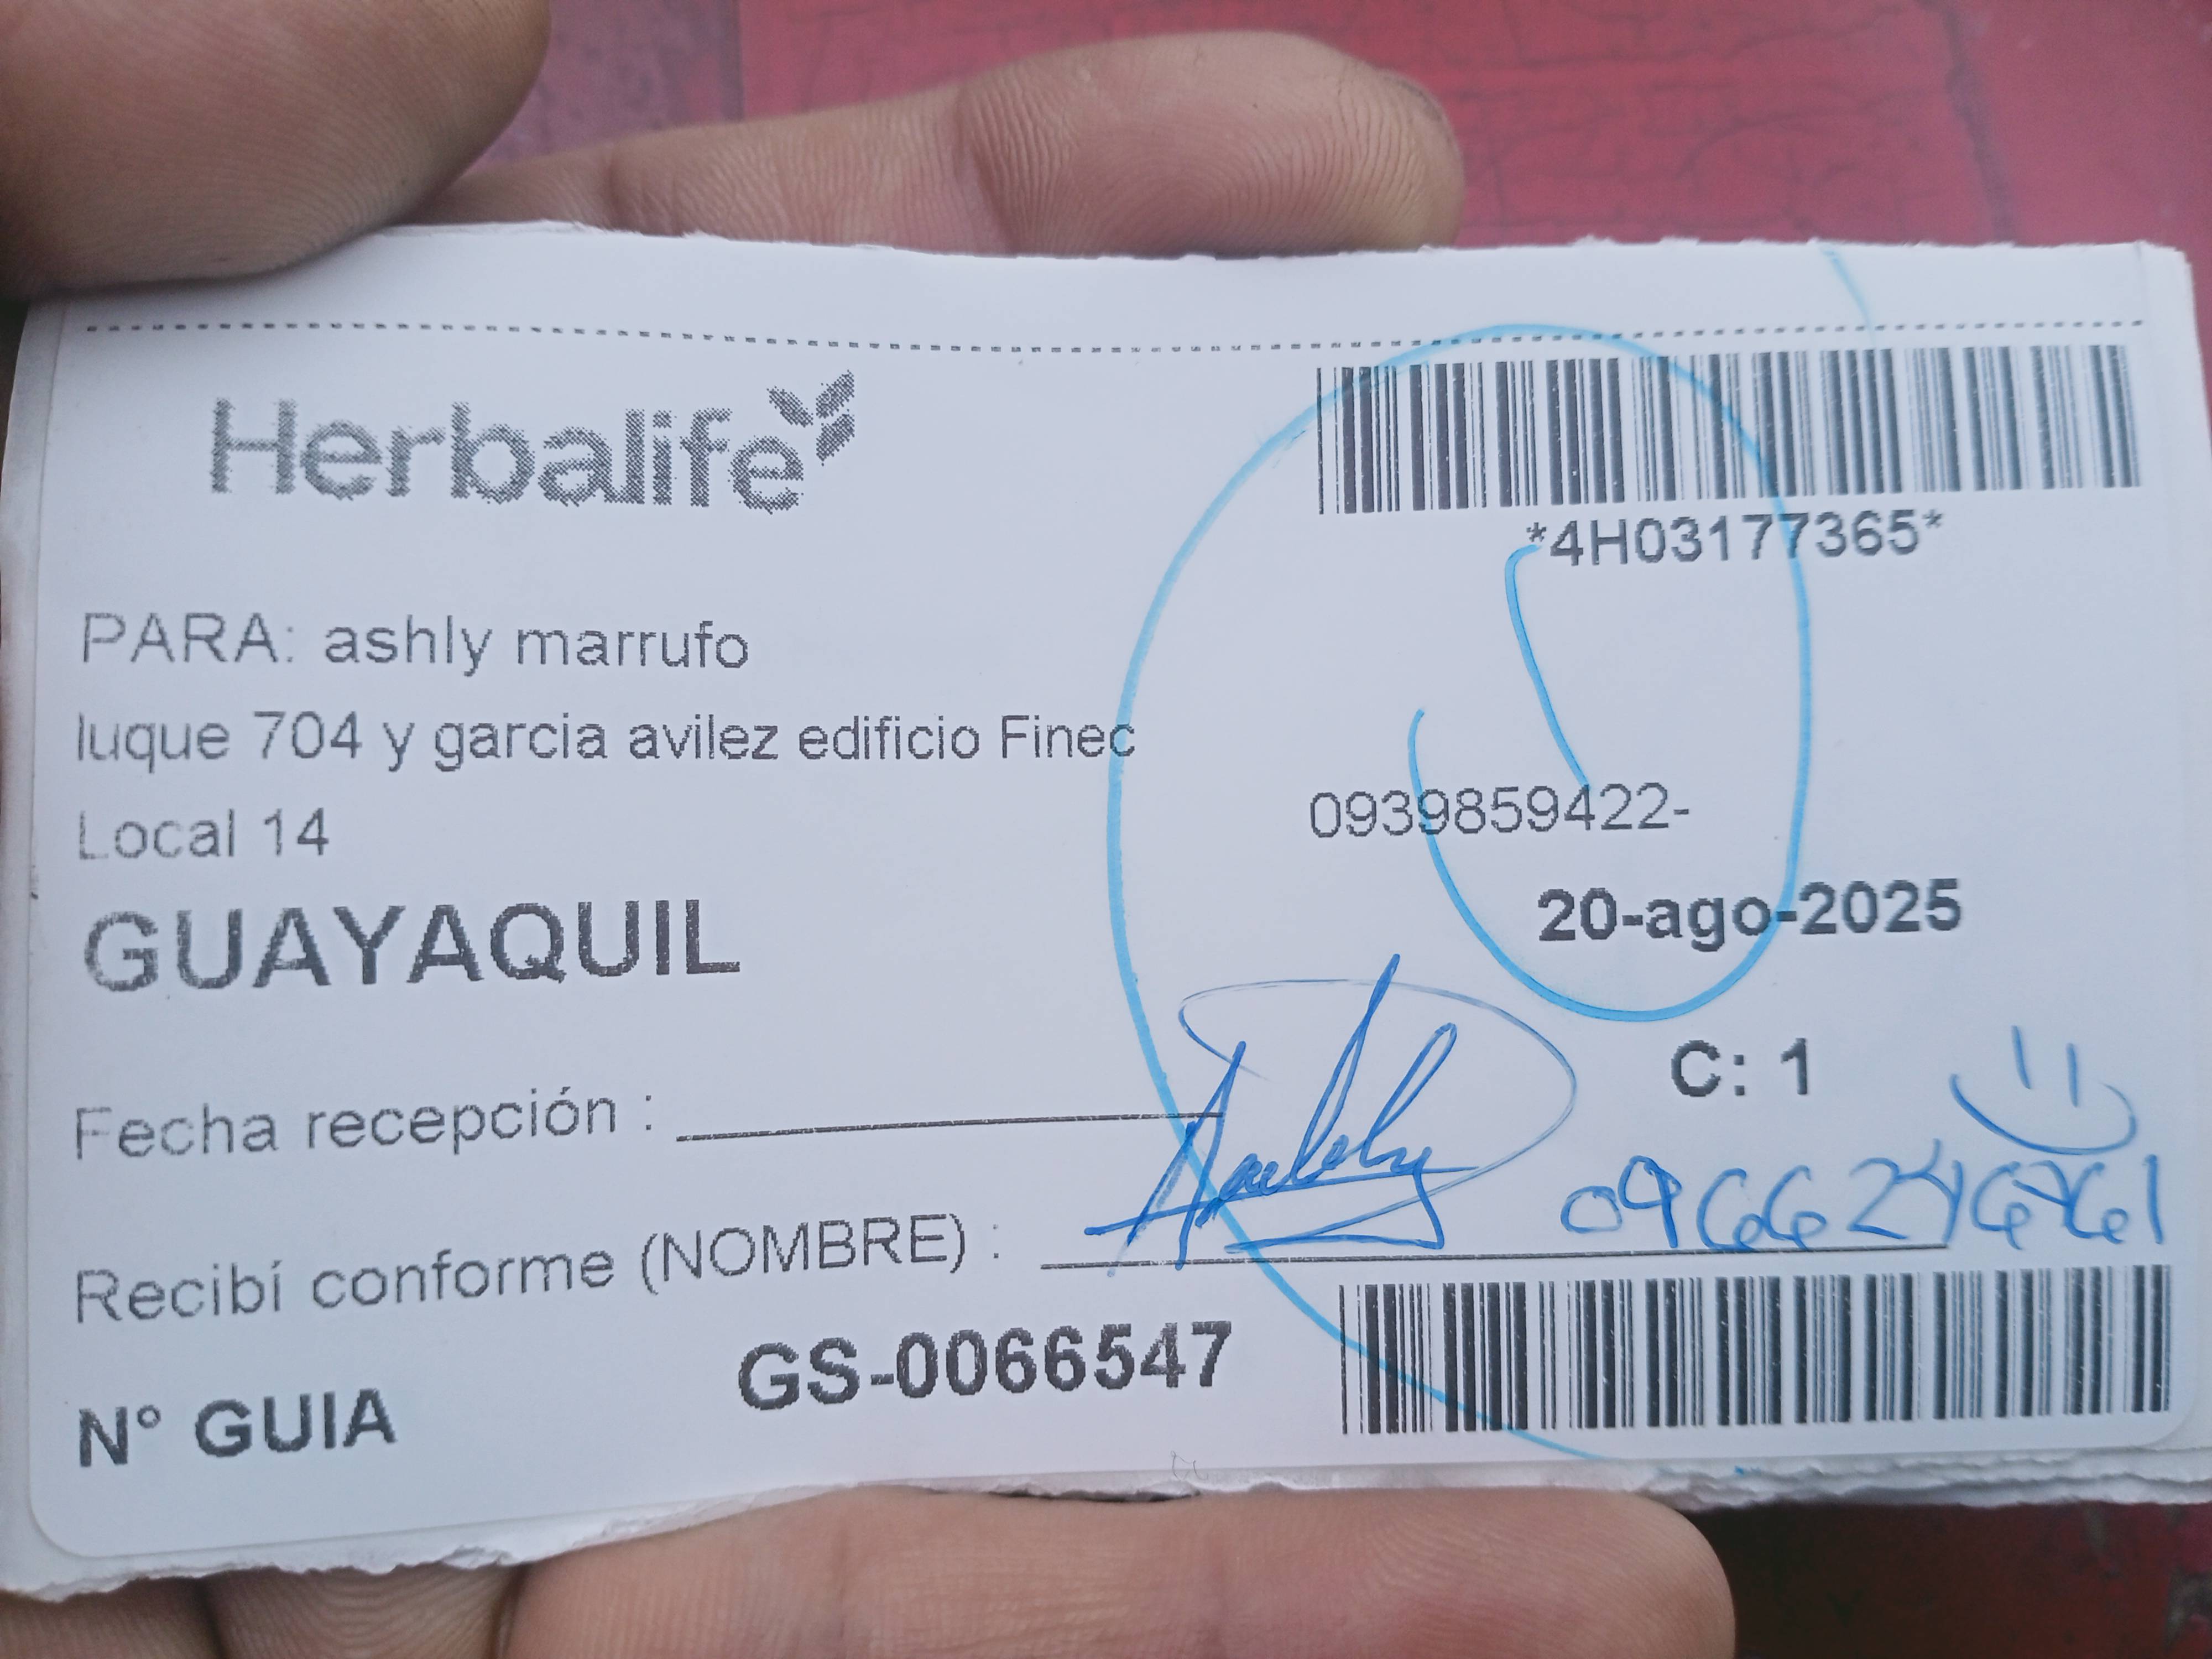 Herbalife
*4H03177365*
PARA: ashly marrufo
luque 704 y garcia avilez edificio Finec
Local 14
0939859422-
GUAYAQUIL
20-ago-2025
C: 1
Fecha recepción :
Recibí conforme (NOMBRE) :
N° GUIA GS-0066547